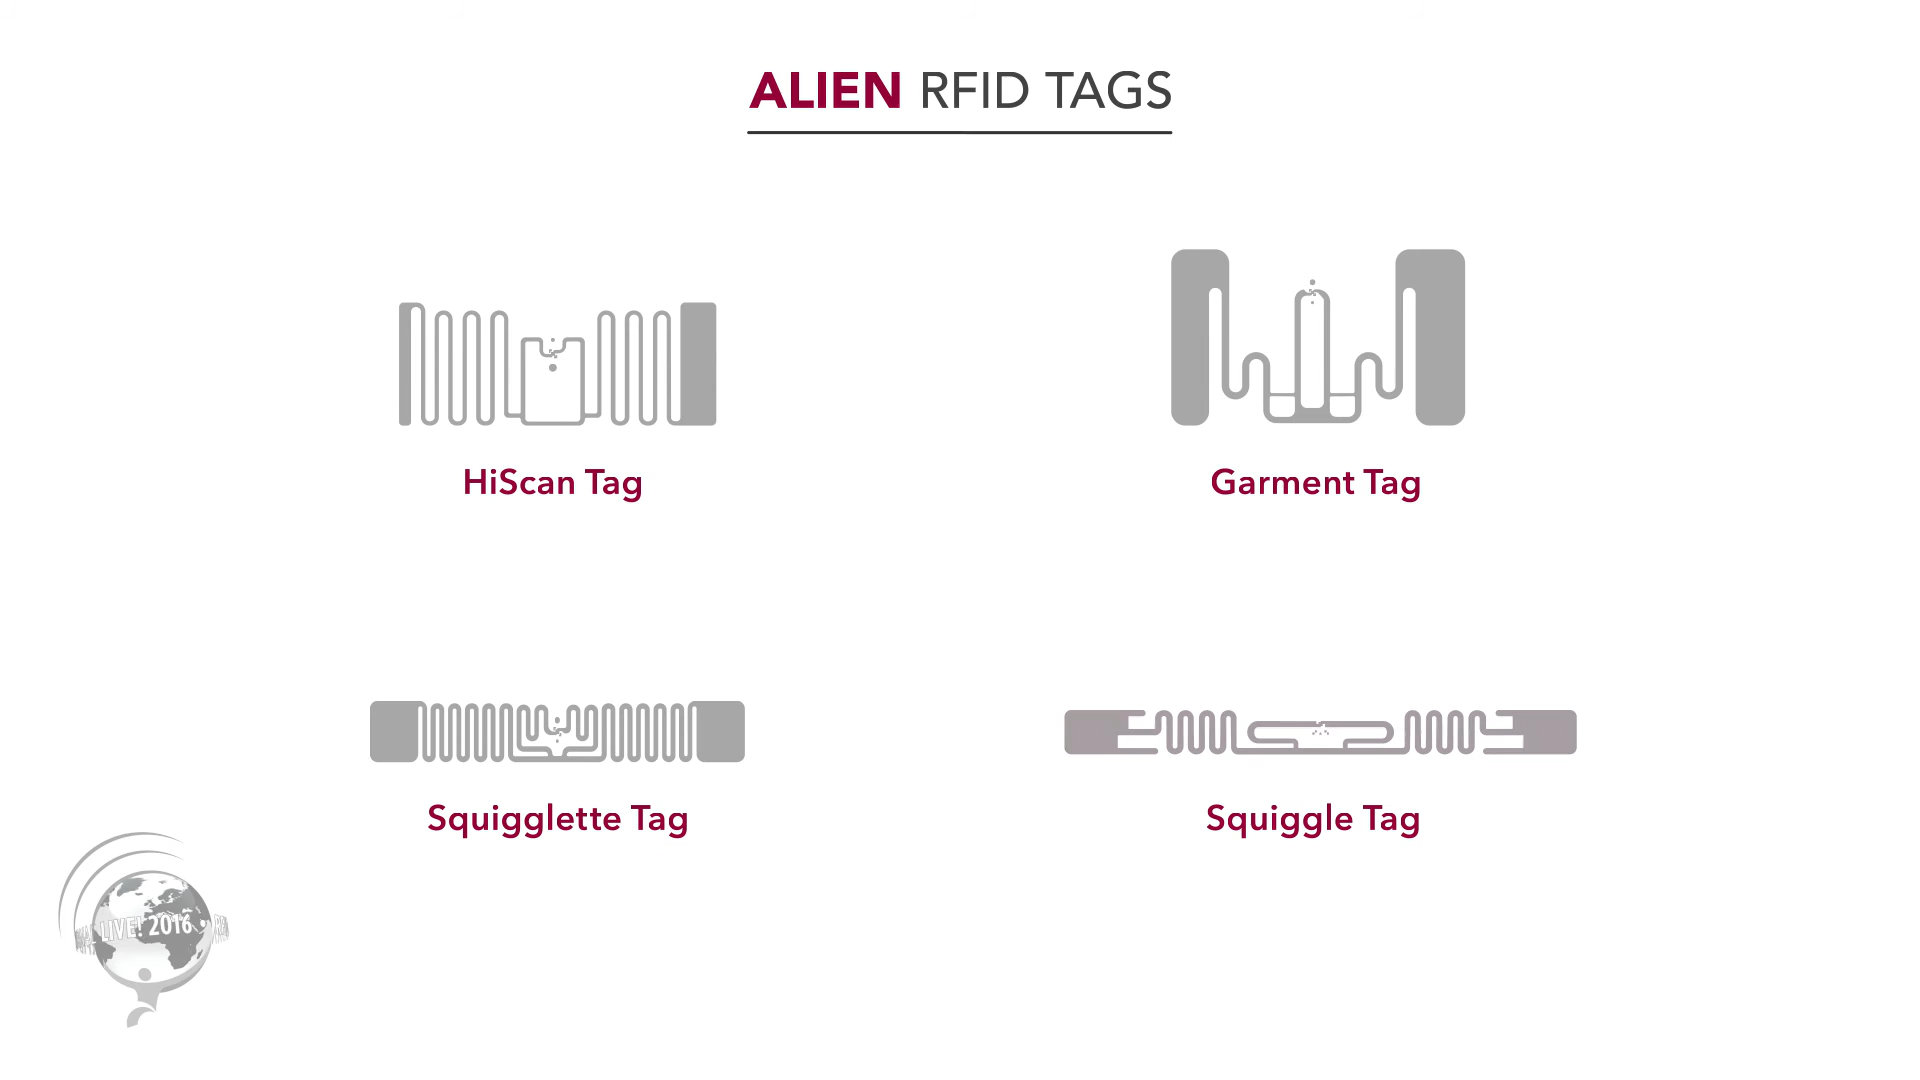 ALIEN RFID TAGS
HiScan Tag
Garment Tag
Squigglette Tag
Squiggle Tag
LIVE! 2016